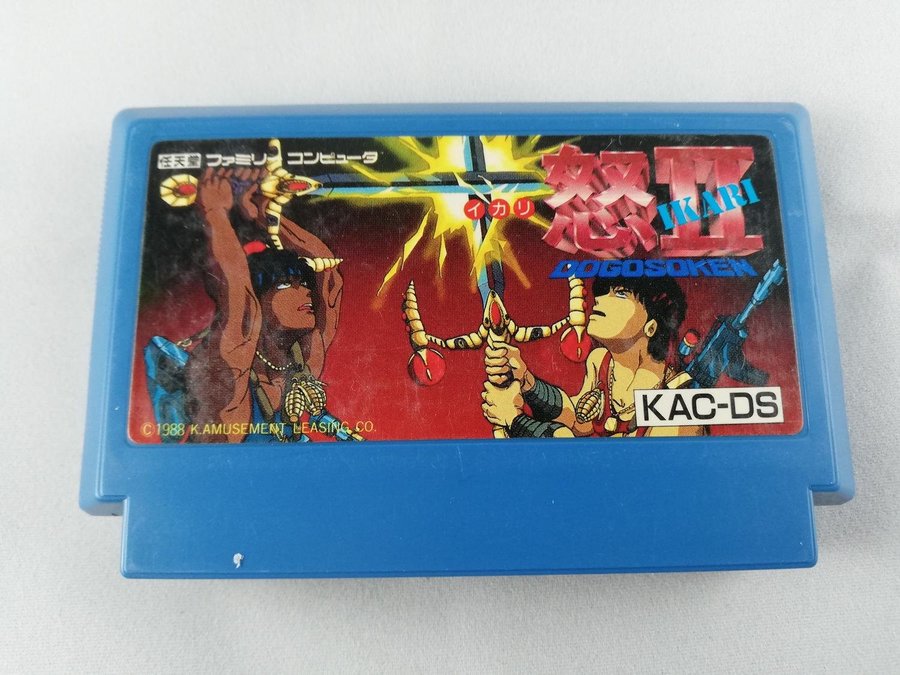 任天堂 ファミリーコンピュータ
イカリ
怒II
IKARI
DOGOSOKEN
KAC-DS
© 1988 K.AMUSEMENT LEASING CO.